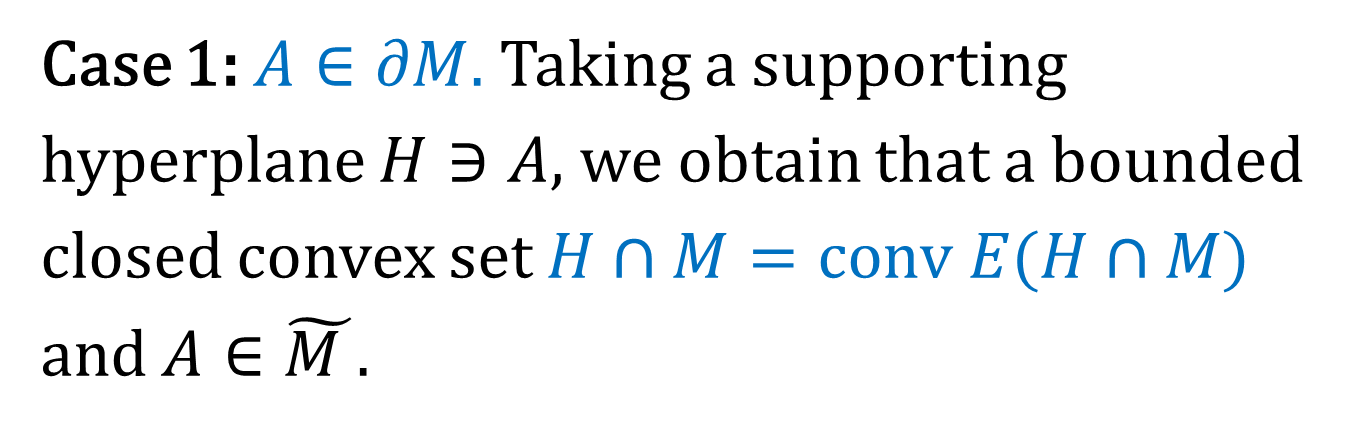 Case 1: A ∈ ∂M. Taking a supporting
hyperplane H ∋ A, we obtain that a bounded
closed convex set H ∩ M = conv E(H ∩ M)
and A ∈ M̃ .